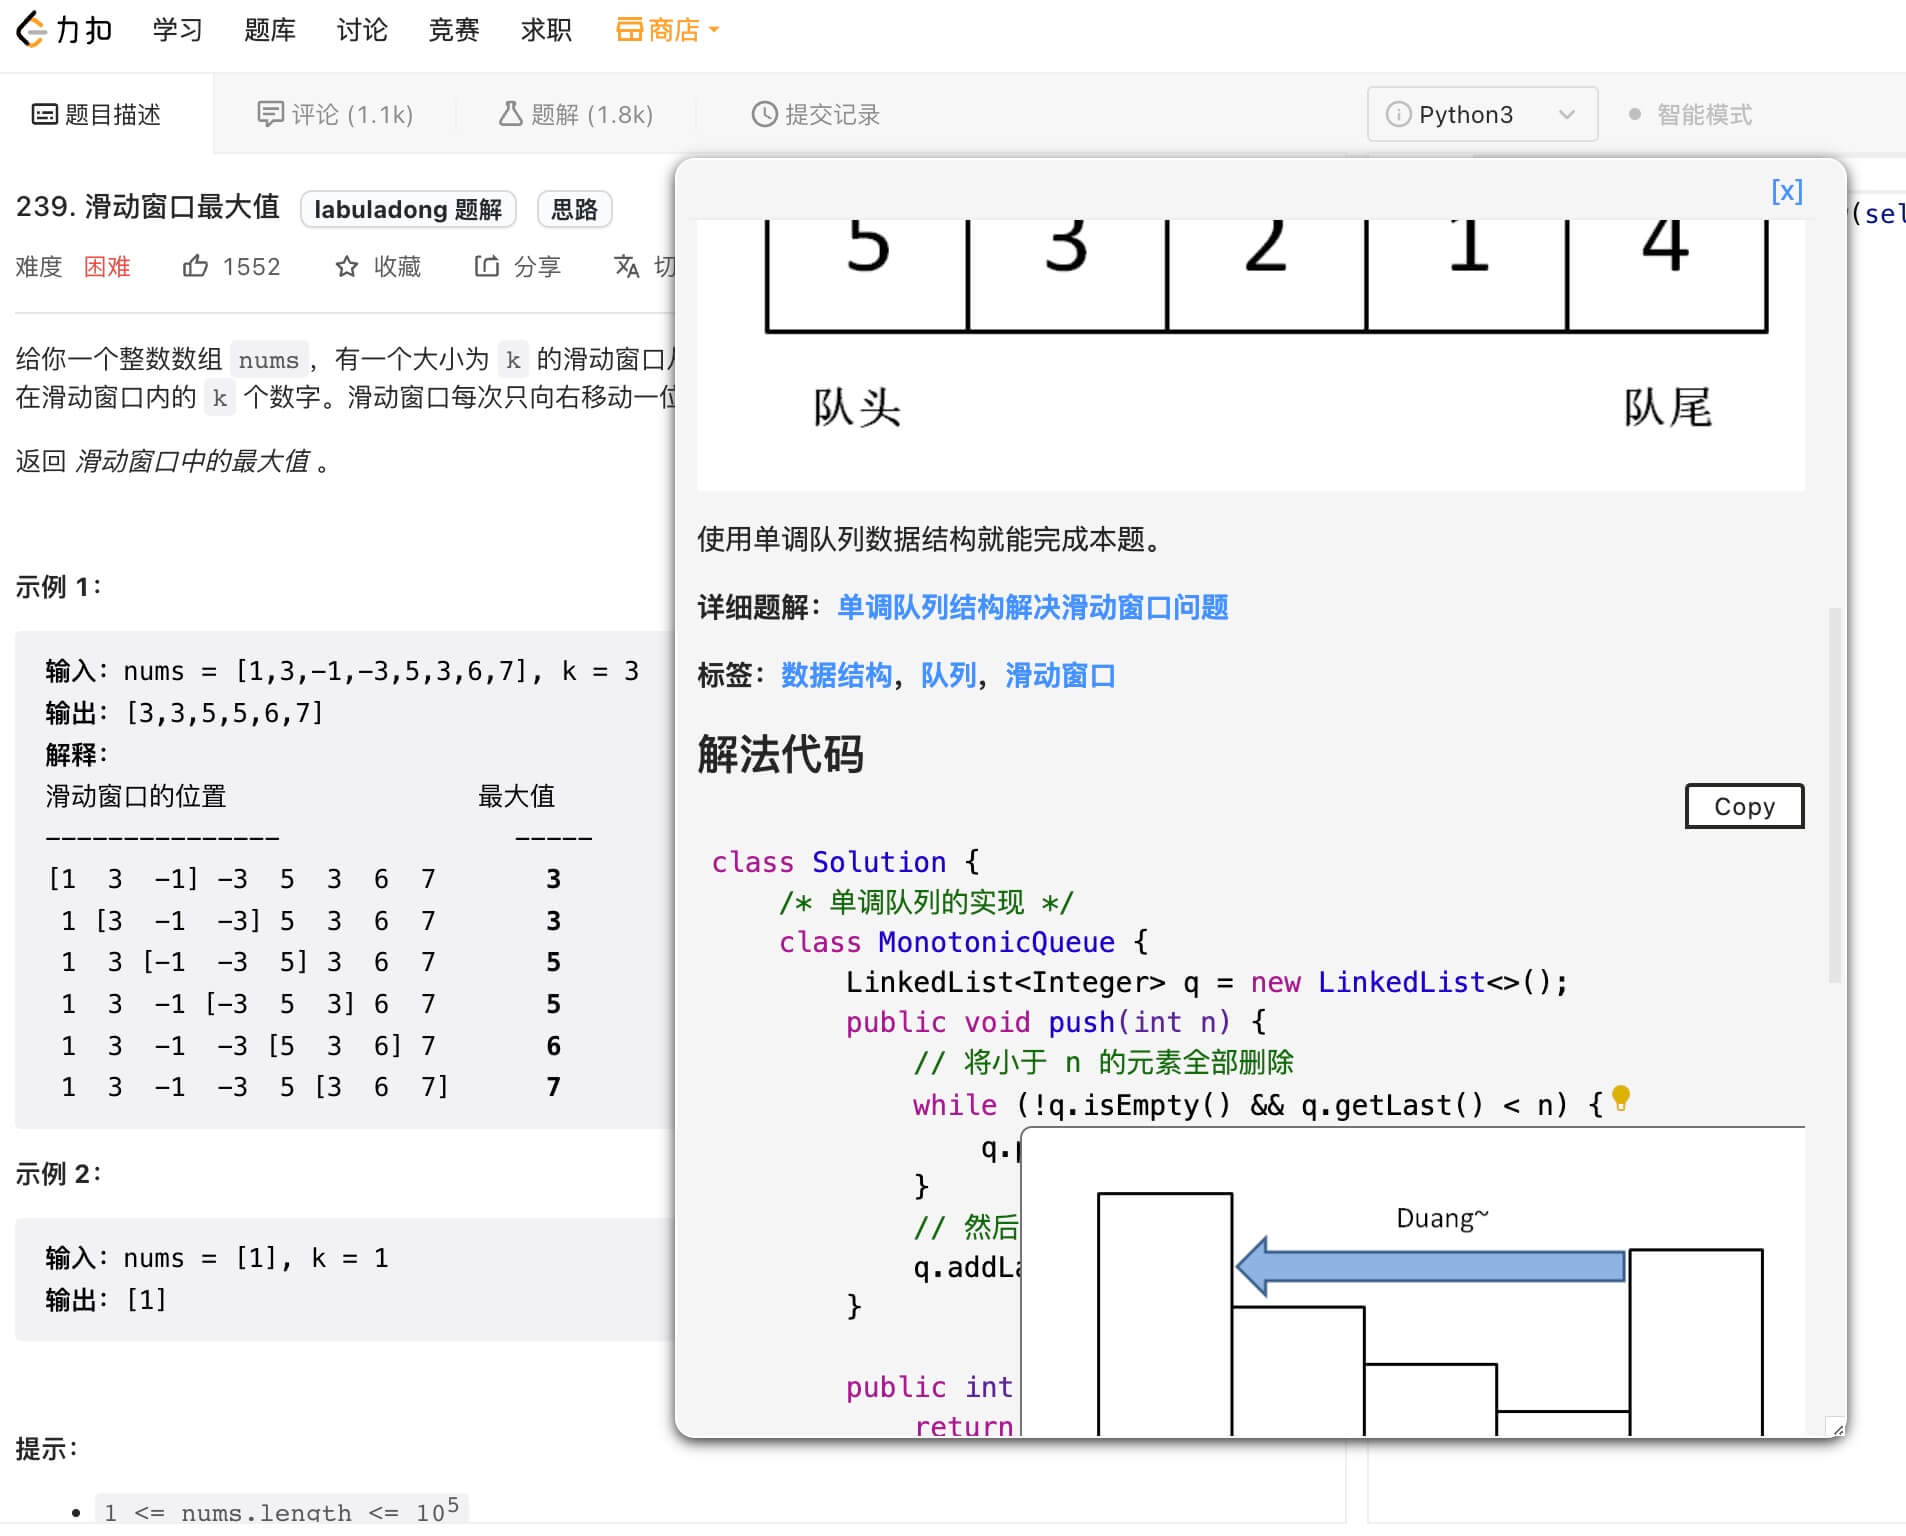 力扣 学习 题库 讨论 竞赛 求职 商店
题目描述 评论 (1.1k) 题解 (1.8k) 提交记录
Python3 智能模式
239. 滑动窗口最大值 labuladong 题解 思路
难度 困难 1552 收藏 分享 切
给你一个整数数组 nums，有一个大小为 k 的滑动窗口
在滑动窗口内的 k 个数字。滑动窗口每次只向右移动一位
返回 滑动窗口中的最大值 。
示例 1：
输入：nums = [1,3,-1,-3,5,3,6,7], k = 3
输出：[3,3,5,5,6,7]
解释：
滑动窗口的位置 最大值
--------------- -----
[1 3 -1] -3 5 3 6 7 3
1 [3 -1 -3] 5 3 6 7 3
1 3 [-1 -3 5] 3 6 7 5
1 3 -1 [-3 5 3] 6 7 5
1 3 -1 -3 [5 3 6] 7 6
1 3 -1 -3 5 [3 6 7] 7
示例 2：
输入：nums = [1], k = 1
输出：[1]
提示：
• 1 <= nums.length <= 10⁵
[x]
5 3 2 1 4
队头 队尾
使用单调队列数据结构就能完成本题。
详细题解：单调队列结构解决滑动窗口问题
标签：数据结构，队列，滑动窗口
解法代码
Copy
class Solution {
/* 单调队列的实现 */
class MonotonicQueue {
LinkedList<Integer> q = new LinkedList<>();
public void push(int n) {
// 将小于 n 的元素全部删除
while (!q.isEmpty() && q.getLast() < n) {
q.
}
// 然后
q.addL
}
public int
return
Duang~
(sel